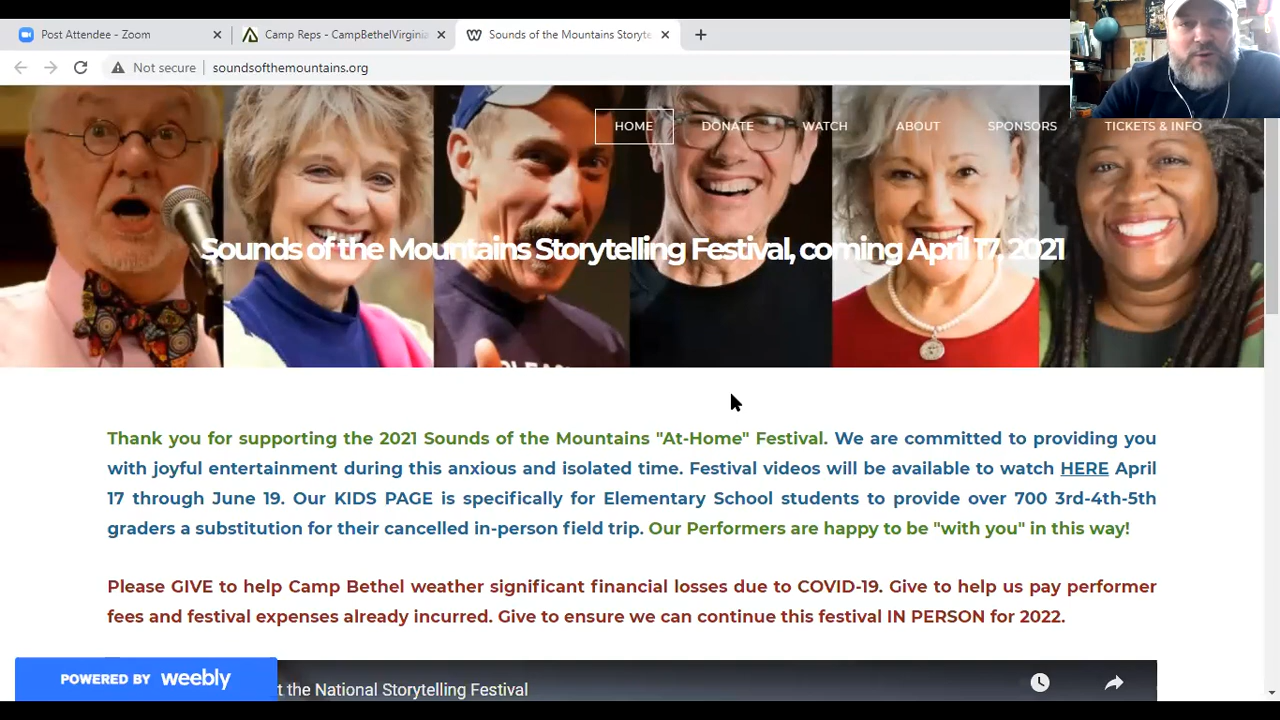 Post Attendee - Zoom
Camp Reps - CampBethelVirginia
Sounds of the Mountains Storyte
Not secure
soundsofthemountains.org
HOME
DONATE
WATCH
ABOUT
SPONSORS
TICKETS & INFO
Sounds of the Mountains Storytelling Festival, coming April 17, 2021
Thank you for supporting the 2021 Sounds of the Mountains "At-Home" Festival. We are committed to providing you
with joyful entertainment during this anxious and isolated time. Festival videos will be available to watch HERE April
17 through June 19. Our KIDS PAGE is specifically for Elementary School students to provide over 700 3rd-4th-5th
graders a substitution for their cancelled in-person field trip. Our Performers are happy to be "with you" in this way!
Please GIVE to help Camp Bethel weather significant financial losses due to COVID-19. Give to help us pay performer
fees and festival expenses already incurred. Give to ensure we can continue this festival IN PERSON for 2022.
POWERED BY weebly
t the National Storytelling Festival